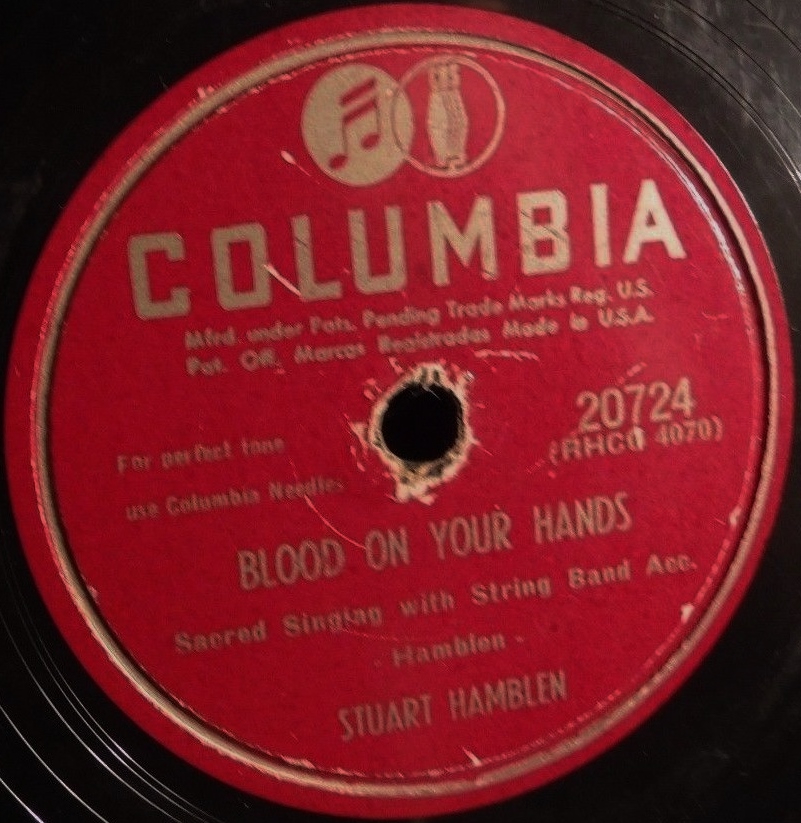 CBS
COLUMBIA
Mfrd. under Pats. Pending Trade Marks Reg. U.S.
Pat. Off. Marcas Registradas Made in U.S.A.
20724
(RHCO 4070)
For perfect tone
use Columbia Needles
BLOOD ON YOUR HANDS
Sacred Singing with String Band Acc.
- Hamblen -
STUART HAMBLEN